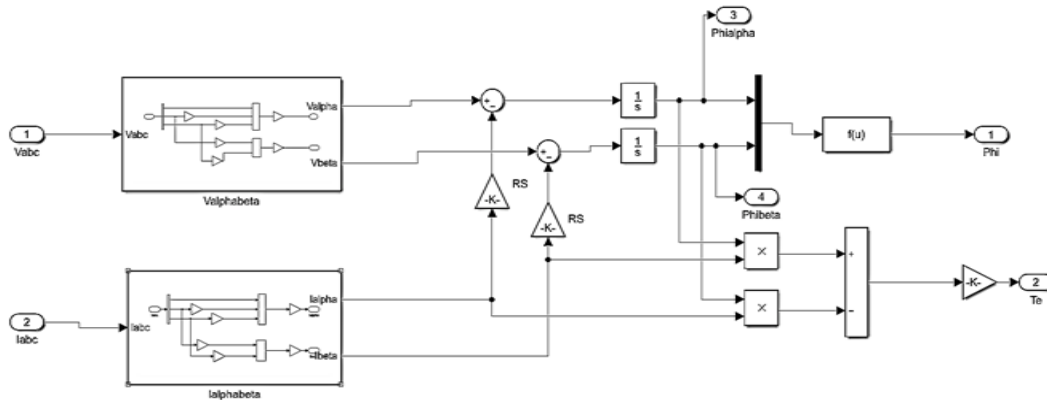 3
Phialpha
1
Vabc
Vabc
Valpha
Vbeta
Valphabeta
+
−
+
−
1
s
1
s
f(u)
1
Phi
-K-
RS
-K-
RS
4
Phibeta
2
Iabc
Iabc
Ialpha
Ibeta
Ialphabeta
×
×
+
−
-K-
2
Te